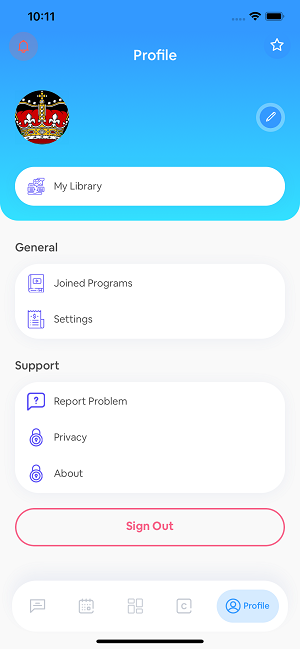 10:11
Profile
My Library
General
Joined Programs
Settings
Support
Report Problem
Privacy
About
Sign Out
C
Profile